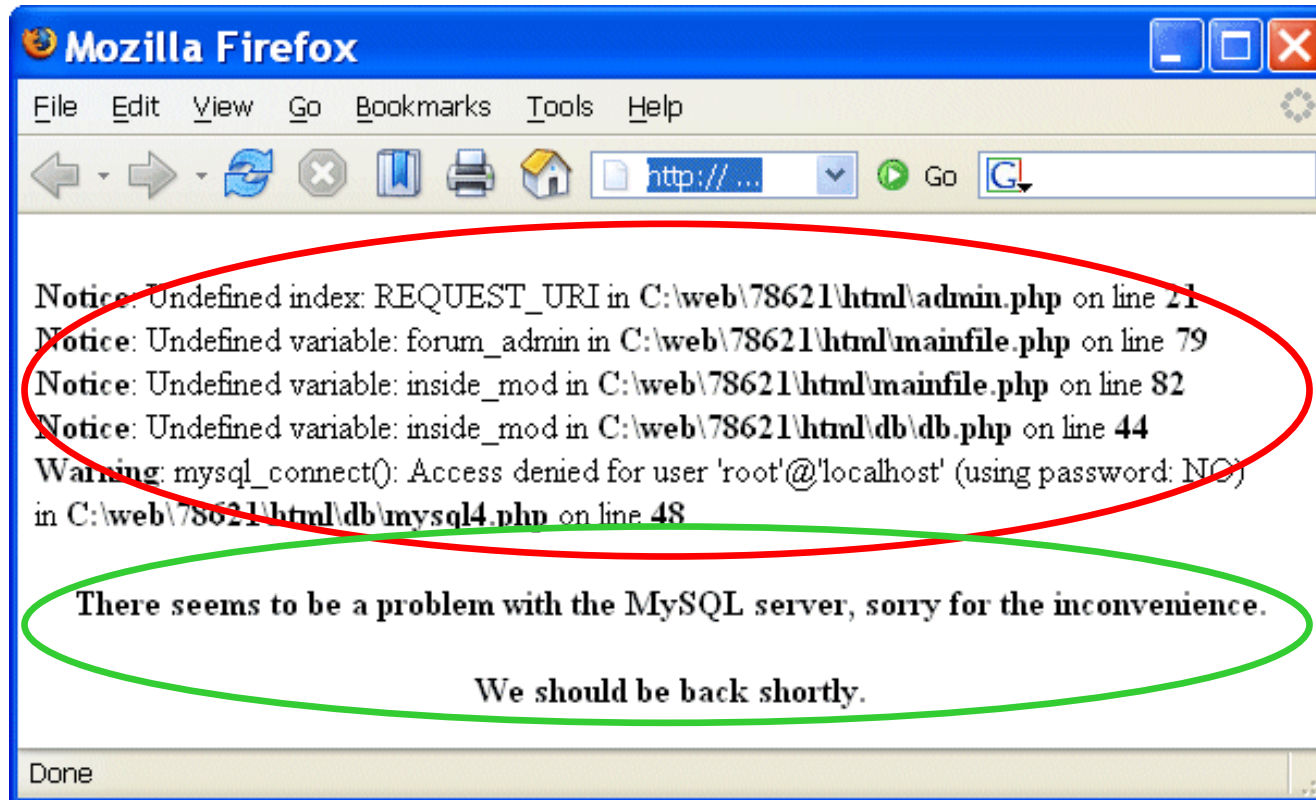 Mozilla Firefox
File Edit View Go Bookmarks Tools Help
http:// ... Go G
Notice: Undefined index: REQUEST_URI in C:\web\78621\html\admin.php on line 21
Notice: Undefined variable: forum_admin in C:\web\78621\html\mainfile.php on line 79
Notice: Undefined variable: inside_mod in C:\web\78621\html\mainfile.php on line 82
Notice: Undefined variable: inside_mod in C:\web\78621\html\db\db.php on line 44
Warning: mysql_connect(): Access denied for user 'root'@'localhost' (using password: NO)
in C:\web\78621\html\db\mysql4.php on line 48
There seems to be a problem with the MySQL server, sorry for the inconvenience.
We should be back shortly.
Done